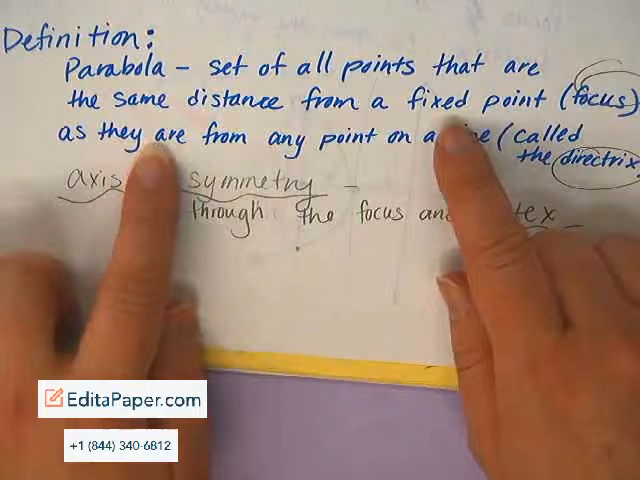 Definition:
Parabola – set of all points that are
the same distance from a fixed point (focus)
as they are from any point on a (called
the directrix
axis symmetry –
through the focus
EditaPaper.com
+1 (844) 340-6812